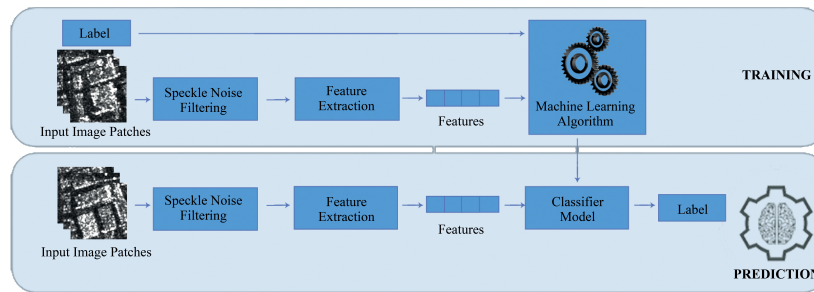 Label
Input Image Patches
Speckle Noise
Filtering
Feature
Extraction
Features
Machine Learning
Algorithm
TRAINING
Input Image Patches
Speckle Noise
Filtering
Feature
Extraction
Features
Classifier
Model
Label
PREDICTION